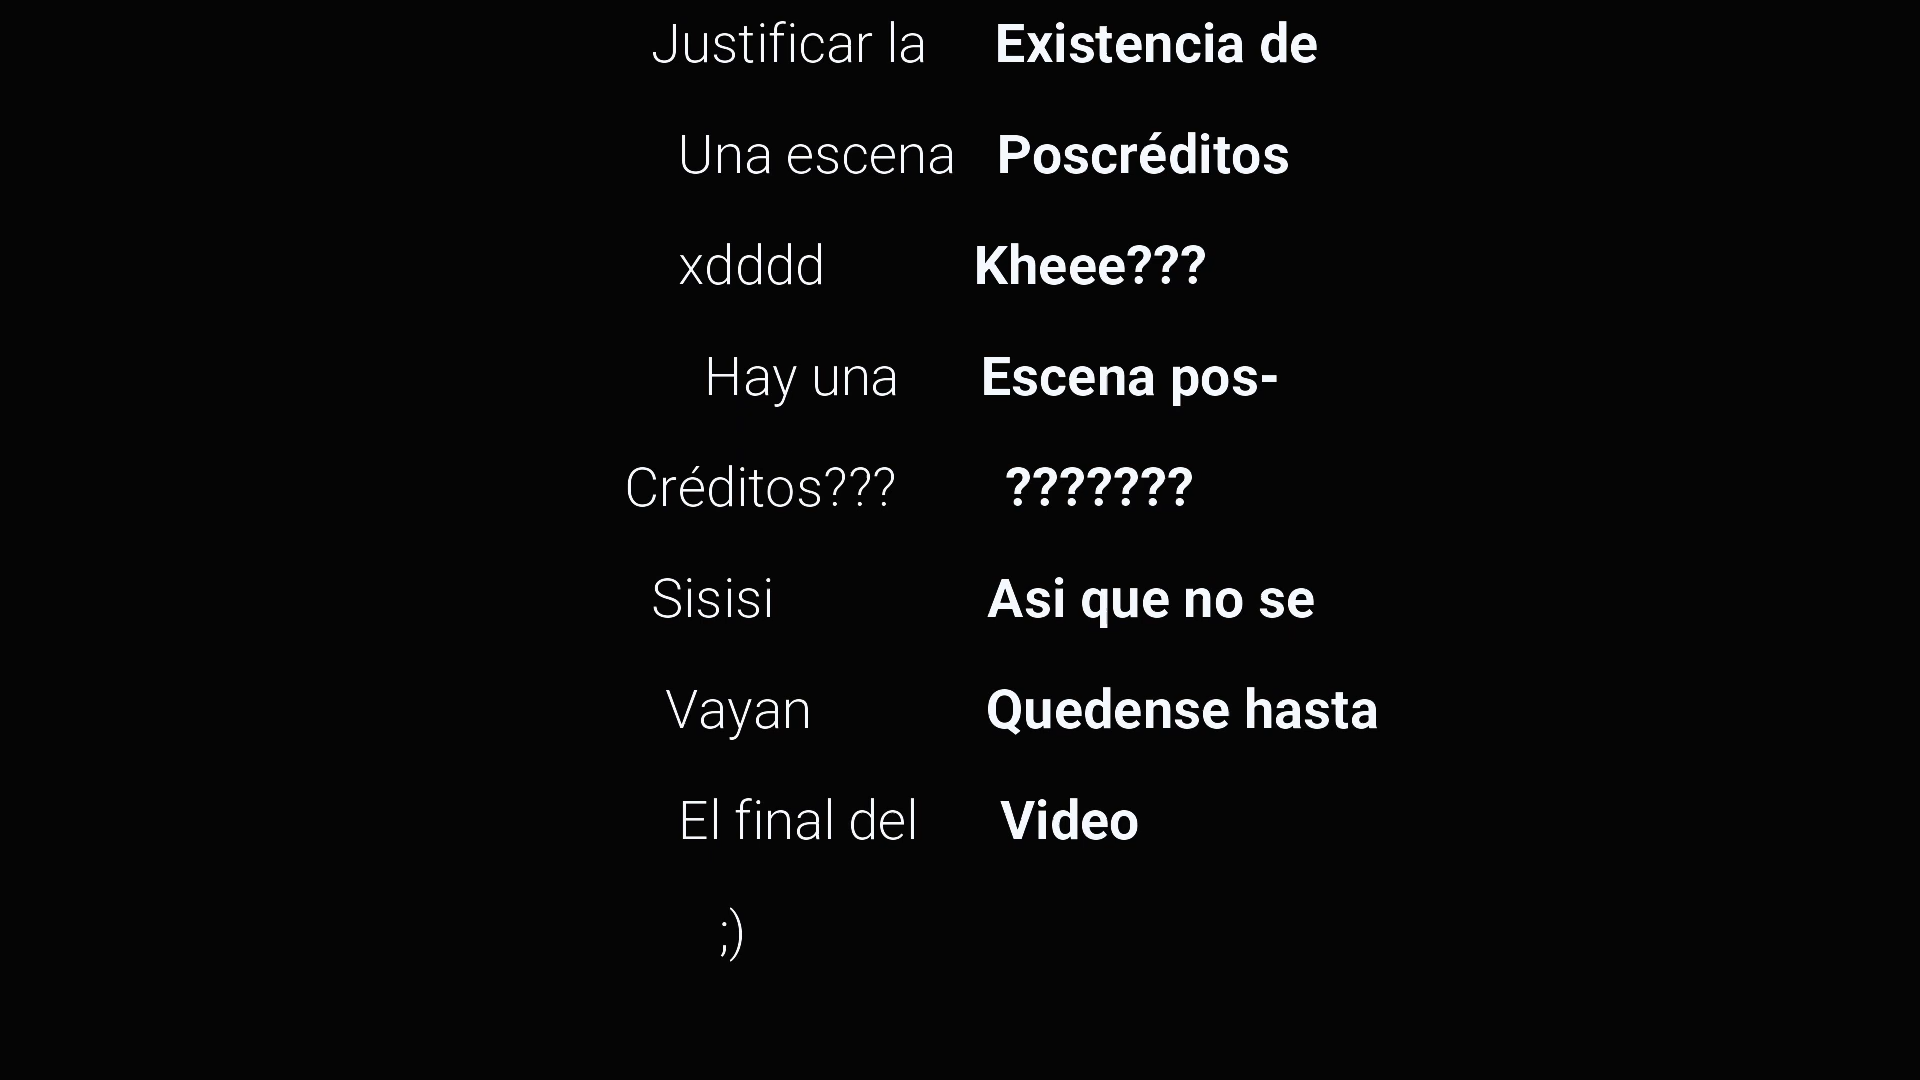 Justificar la Existencia de
Una escena Poscréditos
xdddd Kheee???
Hay una Escena pos-
Créditos??? ???????
Sisisi Asi que no se
Vayan Quedense hasta
El final del Video
;)